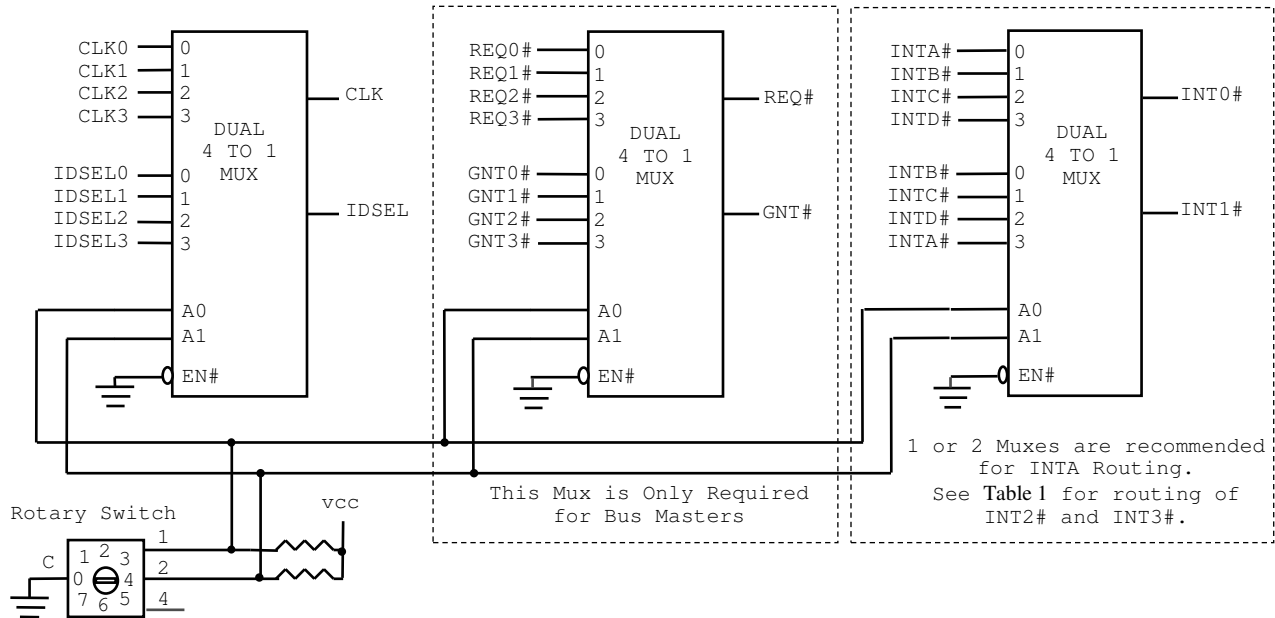 CLK0
CLK1
CLK2
CLK3
IDSEL0
IDSEL1
IDSEL2
IDSEL3
0
1
2
3
DUAL
4 TO 1
MUX
0
1
2
3
A0
A1
EN#
CLK
IDSEL
REQ0#
REQ1#
REQ2#
REQ3#
GNT0#
GNT1#
GNT2#
GNT3#
0
1
2
3
DUAL
4 TO 1
MUX
0
1
2
3
A0
A1
EN#
REQ#
GNT#
This Mux is Only Required
for Bus Masters
INTA#
INTB#
INTC#
INTD#
INTB#
INTC#
INTD#
INTA#
0
1
2
3
DUAL
4 TO 1
MUX
0
1
2
3
A0
A1
EN#
INT0#
INT1#
1 or 2 Muxes are recommended
for INTA Routing.
See Table 1 for routing of
INT2# and INT3#.
Rotary Switch
vcc
C
0
1
2
3
4
5
6
7
1
2
4